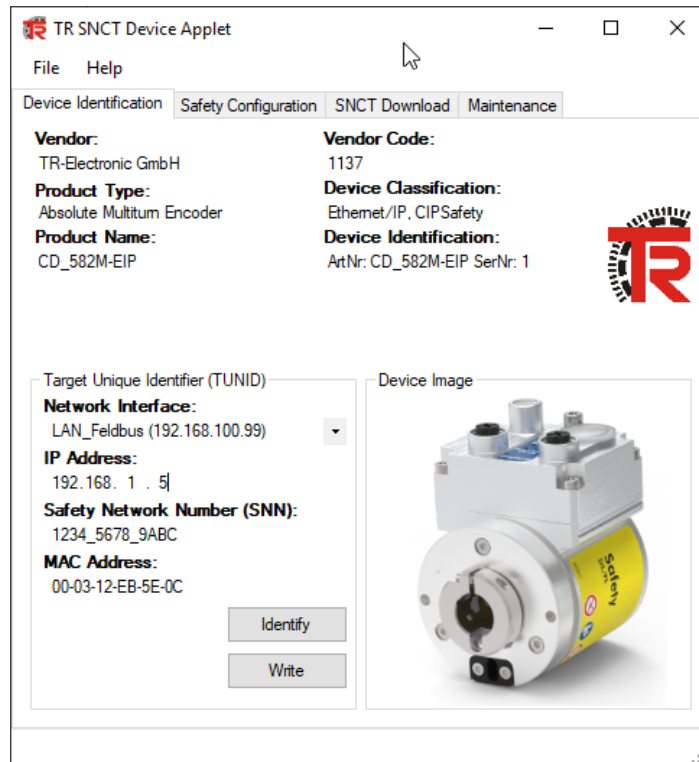 TR SNCT Device Applet
File Help
Device Identification Safety Configuration SNCT Download Maintenance
Vendor: Vendor Code:
TR-Electronic GmbH 1137
Product Type: Device Classification:
Absolute Multiturn Encoder Ethernet/IP, CIPSafety
Product Name: Device Identification:
CD_582M-EIP ArtNr: CD_582M-EIP SerNr: 1
TR
Target Unique Identifier (TUNID) Device Image
Network Interface:
LAN_Feldbus (192.168.100.99)
IP Address:
192.168. 1 . 5
Safety Network Number (SNN):
1234_5678_9ABC
MAC Address:
00-03-12-EB-5E-0C
Safety
Identify
Write